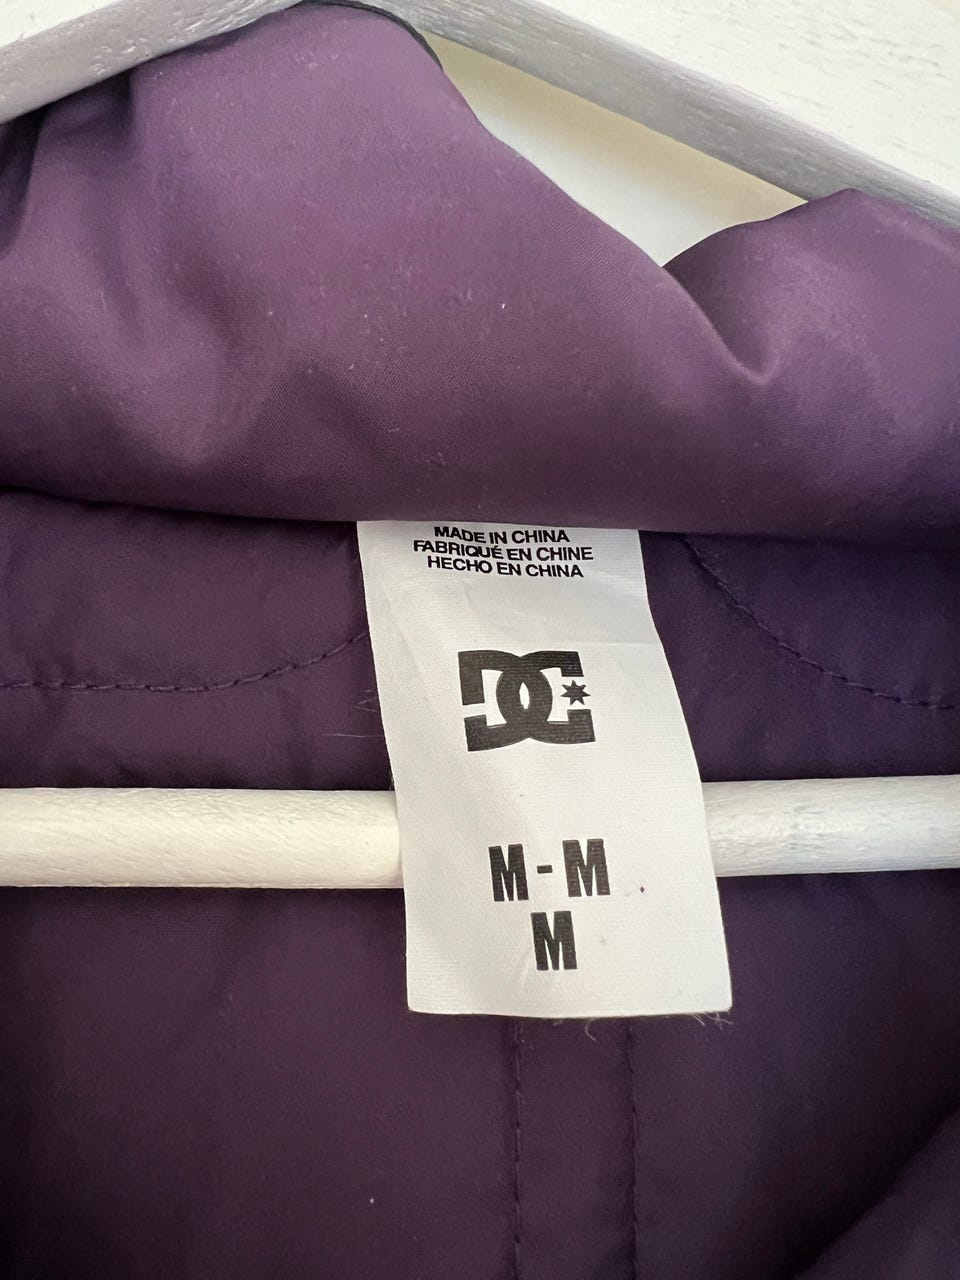 MADE IN CHINA
FABRIQUÉ EN CHINE
HECHO EN CHINA
DC
M - M
M